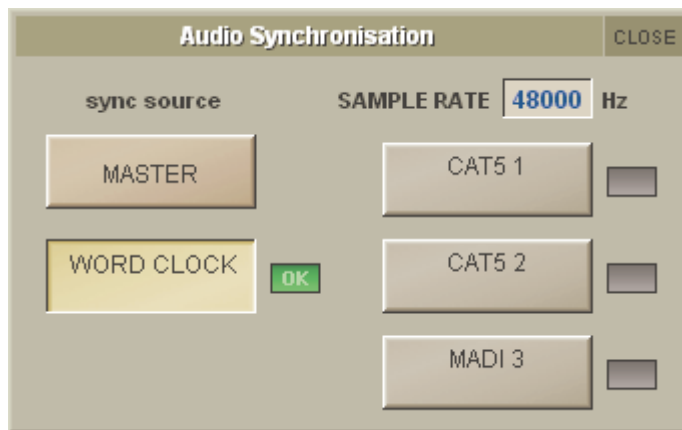 Audio Synchronisation CLOSE
sync source SAMPLE RATE 48000 Hz
MASTER CAT5 1
WORD CLOCK OK CAT5 2
MADI 3